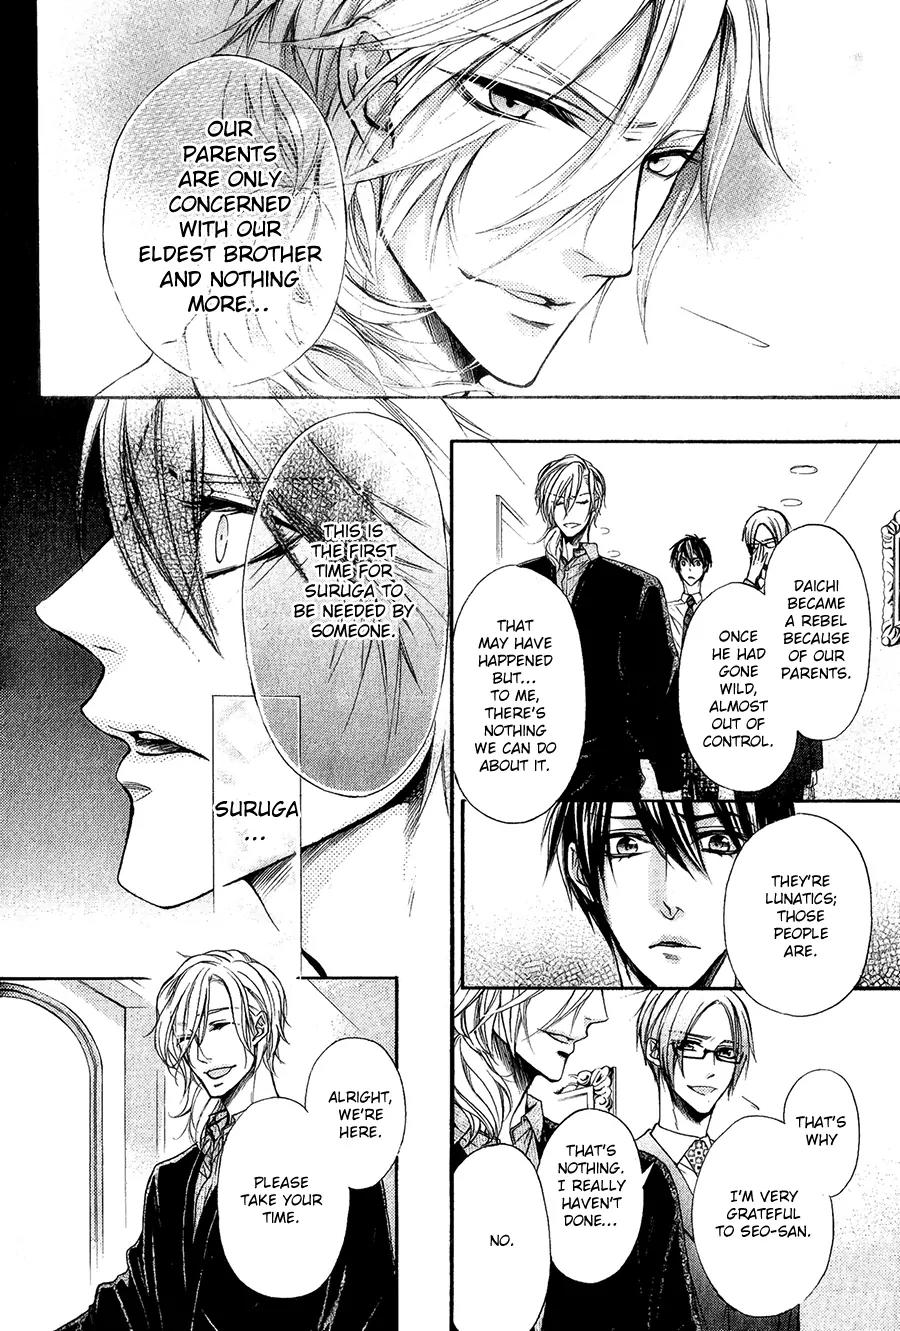 OUR
PARENTS
ARE ONLY
CONCERNED
WITH OUR
ELDEST BROTHER
AND NOTHING
MORE...
DAICHI
BECAME
A REBEL
BECAUSE
OF OUR
PARENTS.
ONCE
HE HAD
GONE
WILD,
ALMOST
OUT OF
CONTROL.
THAT
MAY HAVE
HAPPENED
BUT...
TO ME,
THERE'S
NOTHING
WE CAN DO
ABOUT IT.
THIS IS
THE FIRST
TIME FOR
SURUGA TO
BE NEEDED BY
SOMEONE.
SURUGA
...
THEY'RE
LUNATICS;
THOSE
PEOPLE
ARE.
THAT'S
WHY
I'M VERY
GRATEFUL
TO SEO-SAN.
THAT'S
NOTHING.
I REALLY
HAVEN'T
DONE...
NO.
ALRIGHT,
WE'RE
HERE.
PLEASE
TAKE YOUR
TIME.